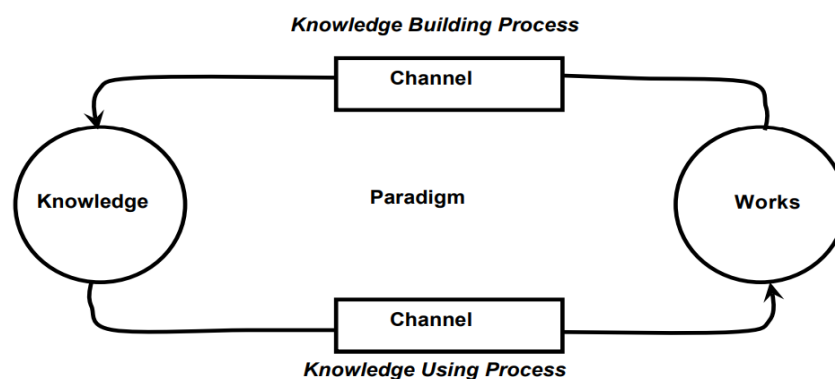 Knowledge Building Process
Channel
Knowledge
Paradigm
Works
Channel
Knowledge Using Process